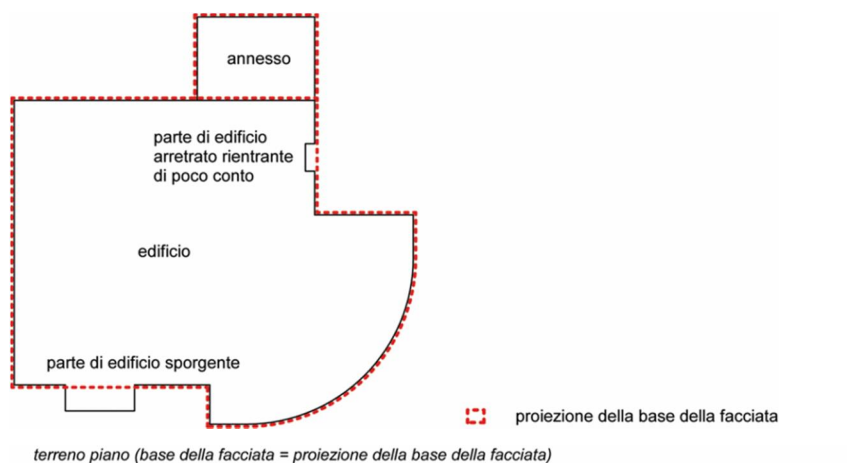 annesso
parte di edificio
arretrato rientrante
di poco conto
edificio
parte di edificio sporgente
proiezione della base della facciata
terreno piano (base della facciata = proiezione della base della facciata)